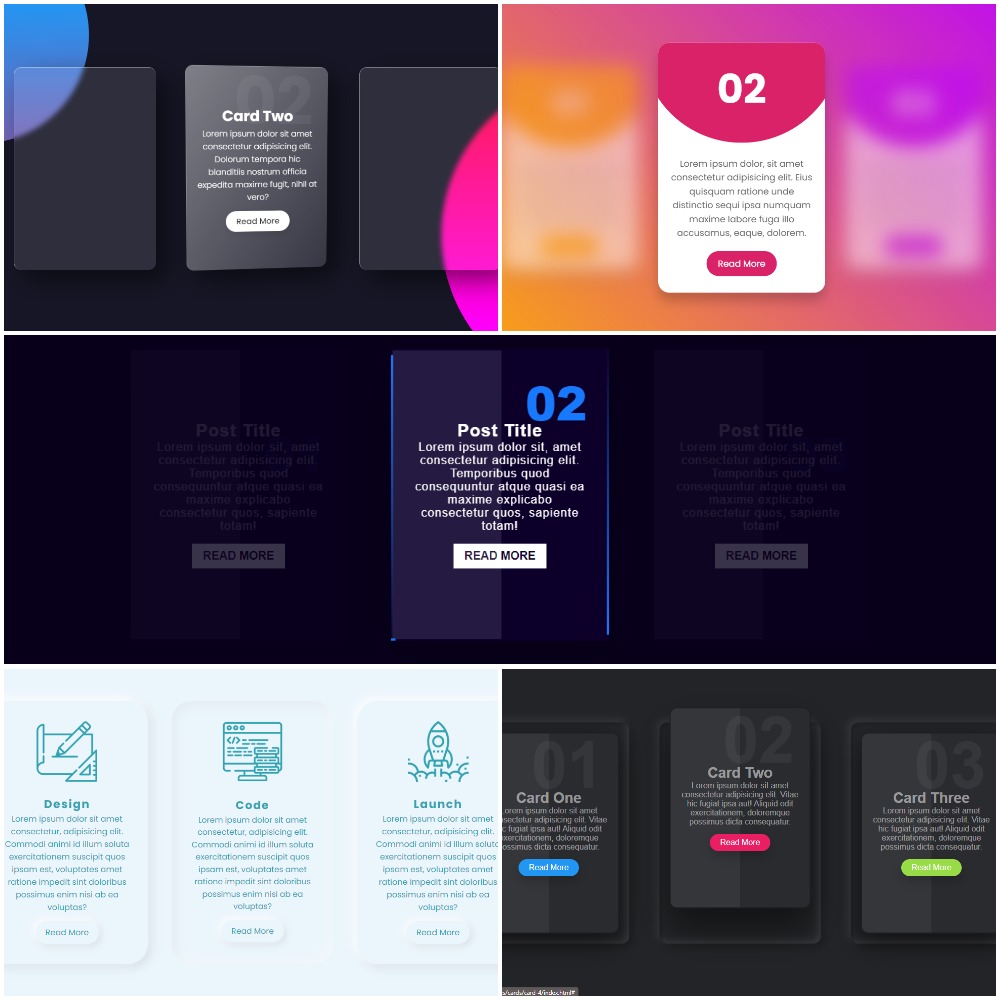 02
Card Two
Lorem ipsum dolor sit amet
consectetur adipisicing elit.
Dolorum tempora hic
blanditiis nostrum officia
expedita maxime fugit, nihil at
vero?
Read More
02
Lorem ipsum dolor, sit amet
consectetur adipisicing elit. Eius
quisquam ratione unde
distinctio sequi ipsa numquam
maxime labore fuga illo
accusamus, eaque, dolorem.
Read More
Post Title
Lorem ipsum dolor sit, amet
consectetur adipisicing elit.
Temporibus quod
consequuntur atque quasi ea
maxime explicabo
consectetur quos, sapiente
totam!
READ MORE
02
Post Title
Lorem ipsum dolor sit, amet
consectetur adipisicing elit.
Temporibus quod
consequuntur atque quasi ea
maxime explicabo
consectetur quos, sapiente
totam!
READ MORE
Post Title
Lorem ipsum dolor sit, amet
consectetur adipisicing elit.
Temporibus quod
consequuntur atque quasi ea
maxime explicabo
consectetur quos, sapiente
totam!
READ MORE
Design
Lorem ipsum dolor sit amet
consectetur, adipisicing elit.
Commodi animi id illum soluta
exercitationem suscipit quos
ipsam est, voluptates amet
ratione impedit sint doloribus
possimus enim nisi ab ea
voluptas?
Read More
Code
Lorem ipsum dolor sit amet
consectetur, adipisicing elit.
Commodi animi id illum soluta
exercitationem suscipit quos
ipsam est, voluptates amet
ratione impedit sint doloribus
possimus enim nisi ab ea
voluptas?
Read More
Launch
Lorem ipsum dolor sit amet
consectetur, adipisicing elit.
Commodi animi id illum soluta
exercitationem suscipit quos
ipsam est, voluptates amet
ratione impedit sint doloribus
possimus enim nisi ab ea
voluptas?
Read More
01
Card One
orem ipsum dolor sit amet
sectetur adipisicing elit. Vitae
c fugiat ipsa aut! Aliquid odit
exercitationem, doloremque
ossimus dicta consequatur.
Read More
02
Card Two
Lorem ipsum dolor sit amet
consectetur adipisicing elit. Vitae
hic fugiat ipsa aut! Aliquid odit
exercitationem, doloremque
possimus dicta consequatur.
Read More
03
Card Three
Lorem ipsum dolor sit amet
consectetur adipisicing elit. Vitae
hic fugiat ipsa aut! Aliquid odit
exercitationem, doloremque
possimus dicta consequatur.
Read More
s/cards/card-4/index.html#